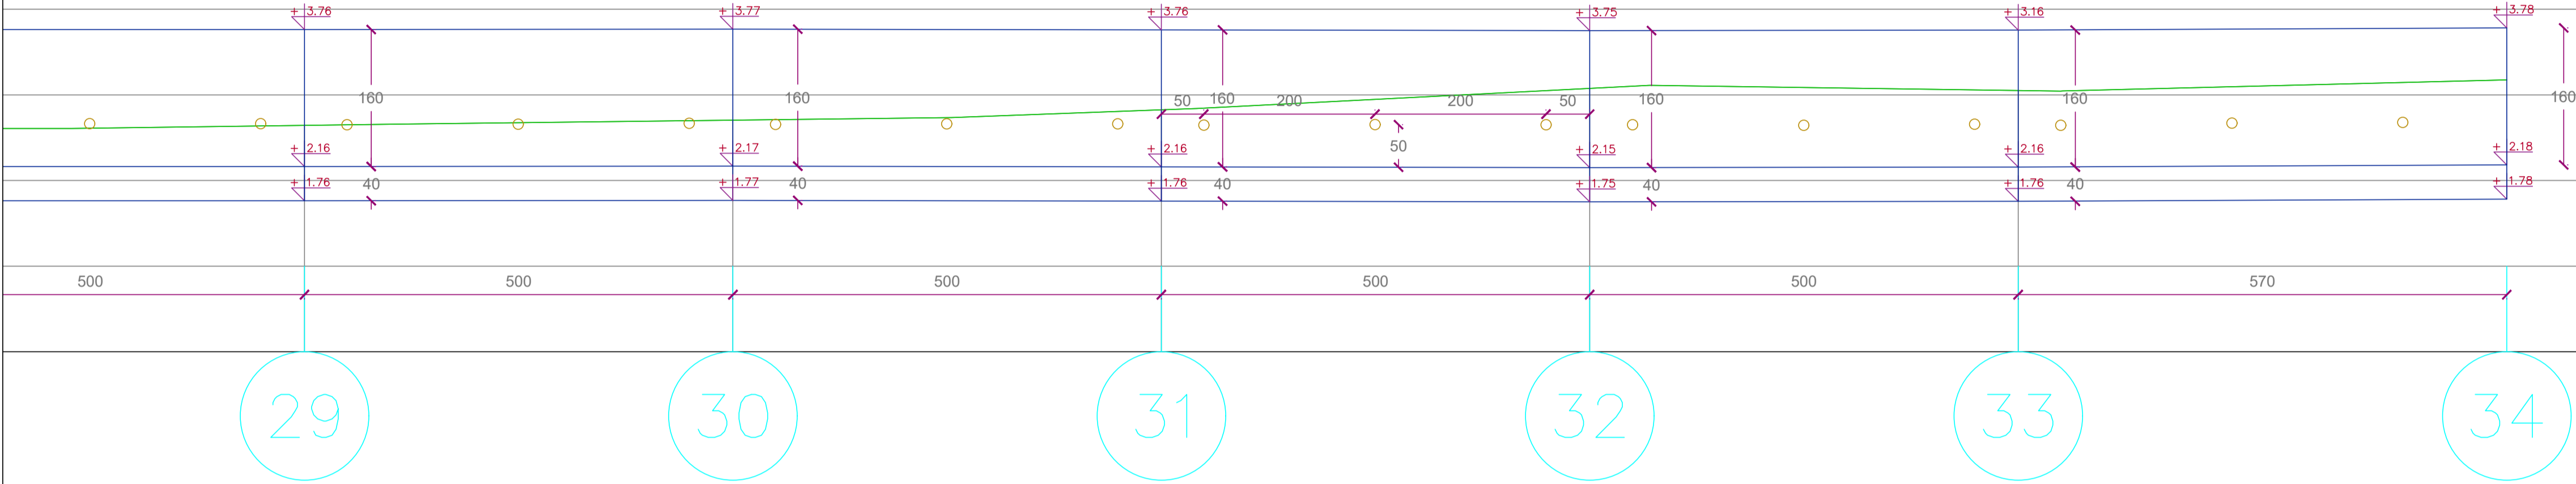 + 3.76 + 3.77 + 3.76 + 3.75 + 3.16 + 3.78
160 160 50 160 200 200 50 160 160 160
+ 2.16 + 2.17 + 2.16 50 + 2.15 + 2.16 + 2.18
+ 1.76 40 + 1.77 40 + 1.76 40 + 1.75 40 + 1.76 40 + 1.78
500 500 500 500 500 570
29 30 31 32 33 34